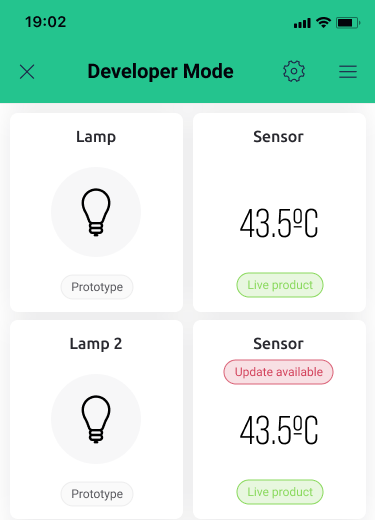 19:02
Developer Mode
Lamp
Prototype
Sensor
43.5ºC
Live product
Lamp 2
Prototype
Sensor
Update available
43.5ºC
Live product